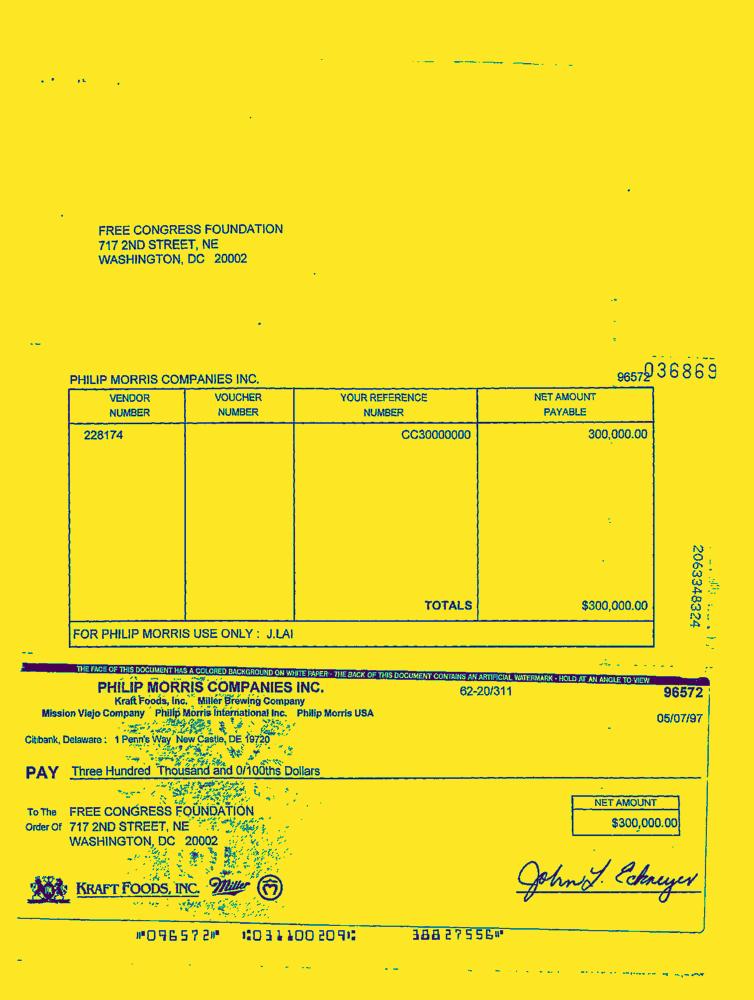 FREE CONGRESS FOUNDATION
717 2ND STREET, NE
WASHINGTON, DC 20002
PHILIP MORRIS COMPANIES INC.
96572
036869
VENDOR NUMBER VOUCHER NUMBER YOUR REFERENCE NUMBER NET AMOUNT PAYABLE
228174 CC30000000 300,000.00
TOTALS $300,000.00
2063348324
FOR PHILIP MORRIS USE ONLY : J.LAI
THE FACE OF THIS DOCUMENT HAS A COLORED BACKGROUND ON WHITE PAPER - THE BACK OF THIS DOCUMENT CONTAINS AN ARTIFICIAL WATERMARK - HOLD AT AN ANGLE TO VIEW
PHILIP MORRIS COMPANIES INC. 62-20/311 96572
Kraft Foods, Inc. Miller Brewing Company
Mission Viejo Company Philip Morris International Inc. Philip Morris USA
05/07/97
Citibank, Delaware : 1 Penn's Way New Castle, DE 19720
PAY Three Hundred Thousand and 0/100ths Dollars
To The Order Of
FREE CONGRESS FOUNDATION
717 2ND STREET, NE
WASHINGTON, DC 20002
NET AMOUNT
$300,000.00
KRAFT FOODS, INC. Miller
⑈096572⑈ ⑆031100209⑆ 38827556⑈